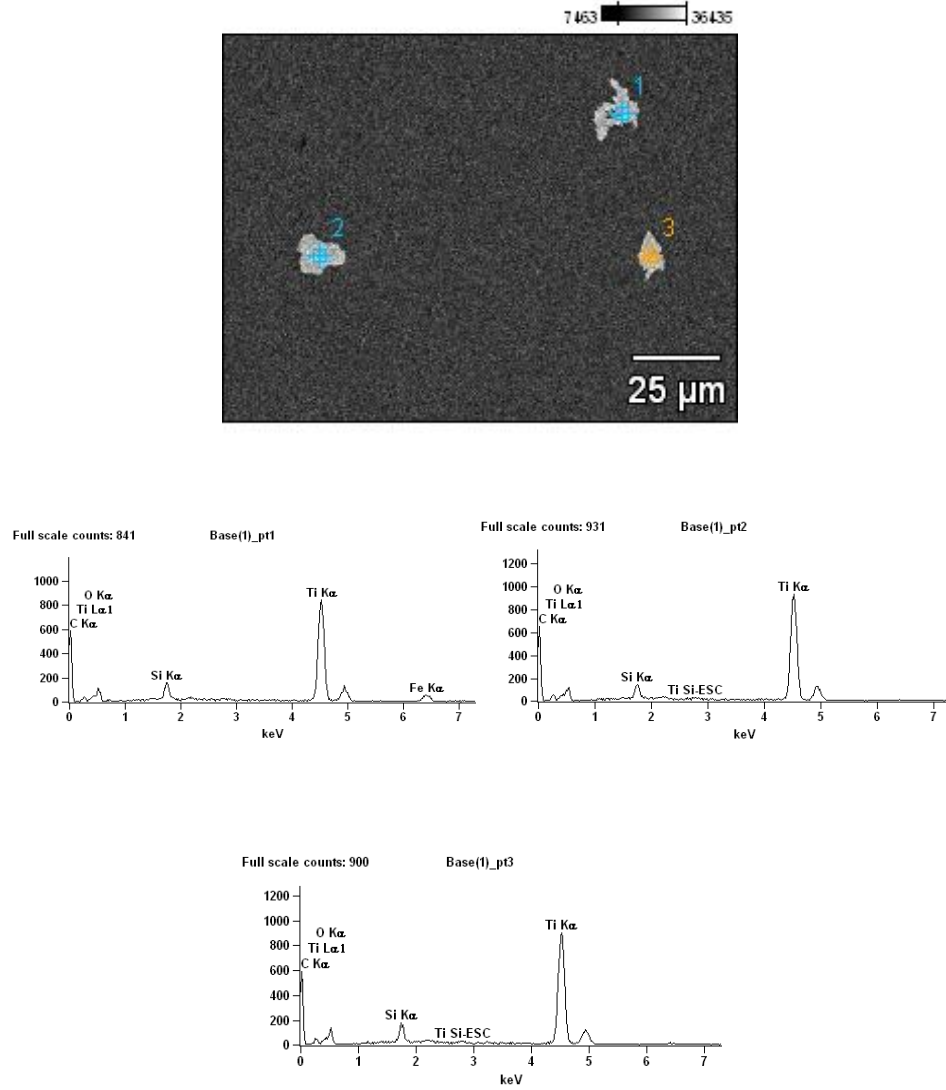 7463 36435
1
2
3
25 µm
Full scale counts: 841 Base(1)_pt1
1000
800
600
400
200
0
O Kα
Ti Lα1
C Kα
Si Kα
Ti Kα
Fe Kα
0 1 2 3 4 5 6 7
keV
Full scale counts: 931 Base(1)_pt2
1200
1000
800
600
400
200
0
O Kα
Ti Lα1
C Kα
Si Kα
Ti Si-ESC
Ti Kα
0 1 2 3 4 5 6 7
keV
Full scale counts: 900 Base(1)_pt3
1200
1000
800
600
400
200
0
O Kα
Ti Lα1
C Kα
Si Kα
Ti Si-ESC
Ti Kα
0 1 2 3 4 5 6 7
keV